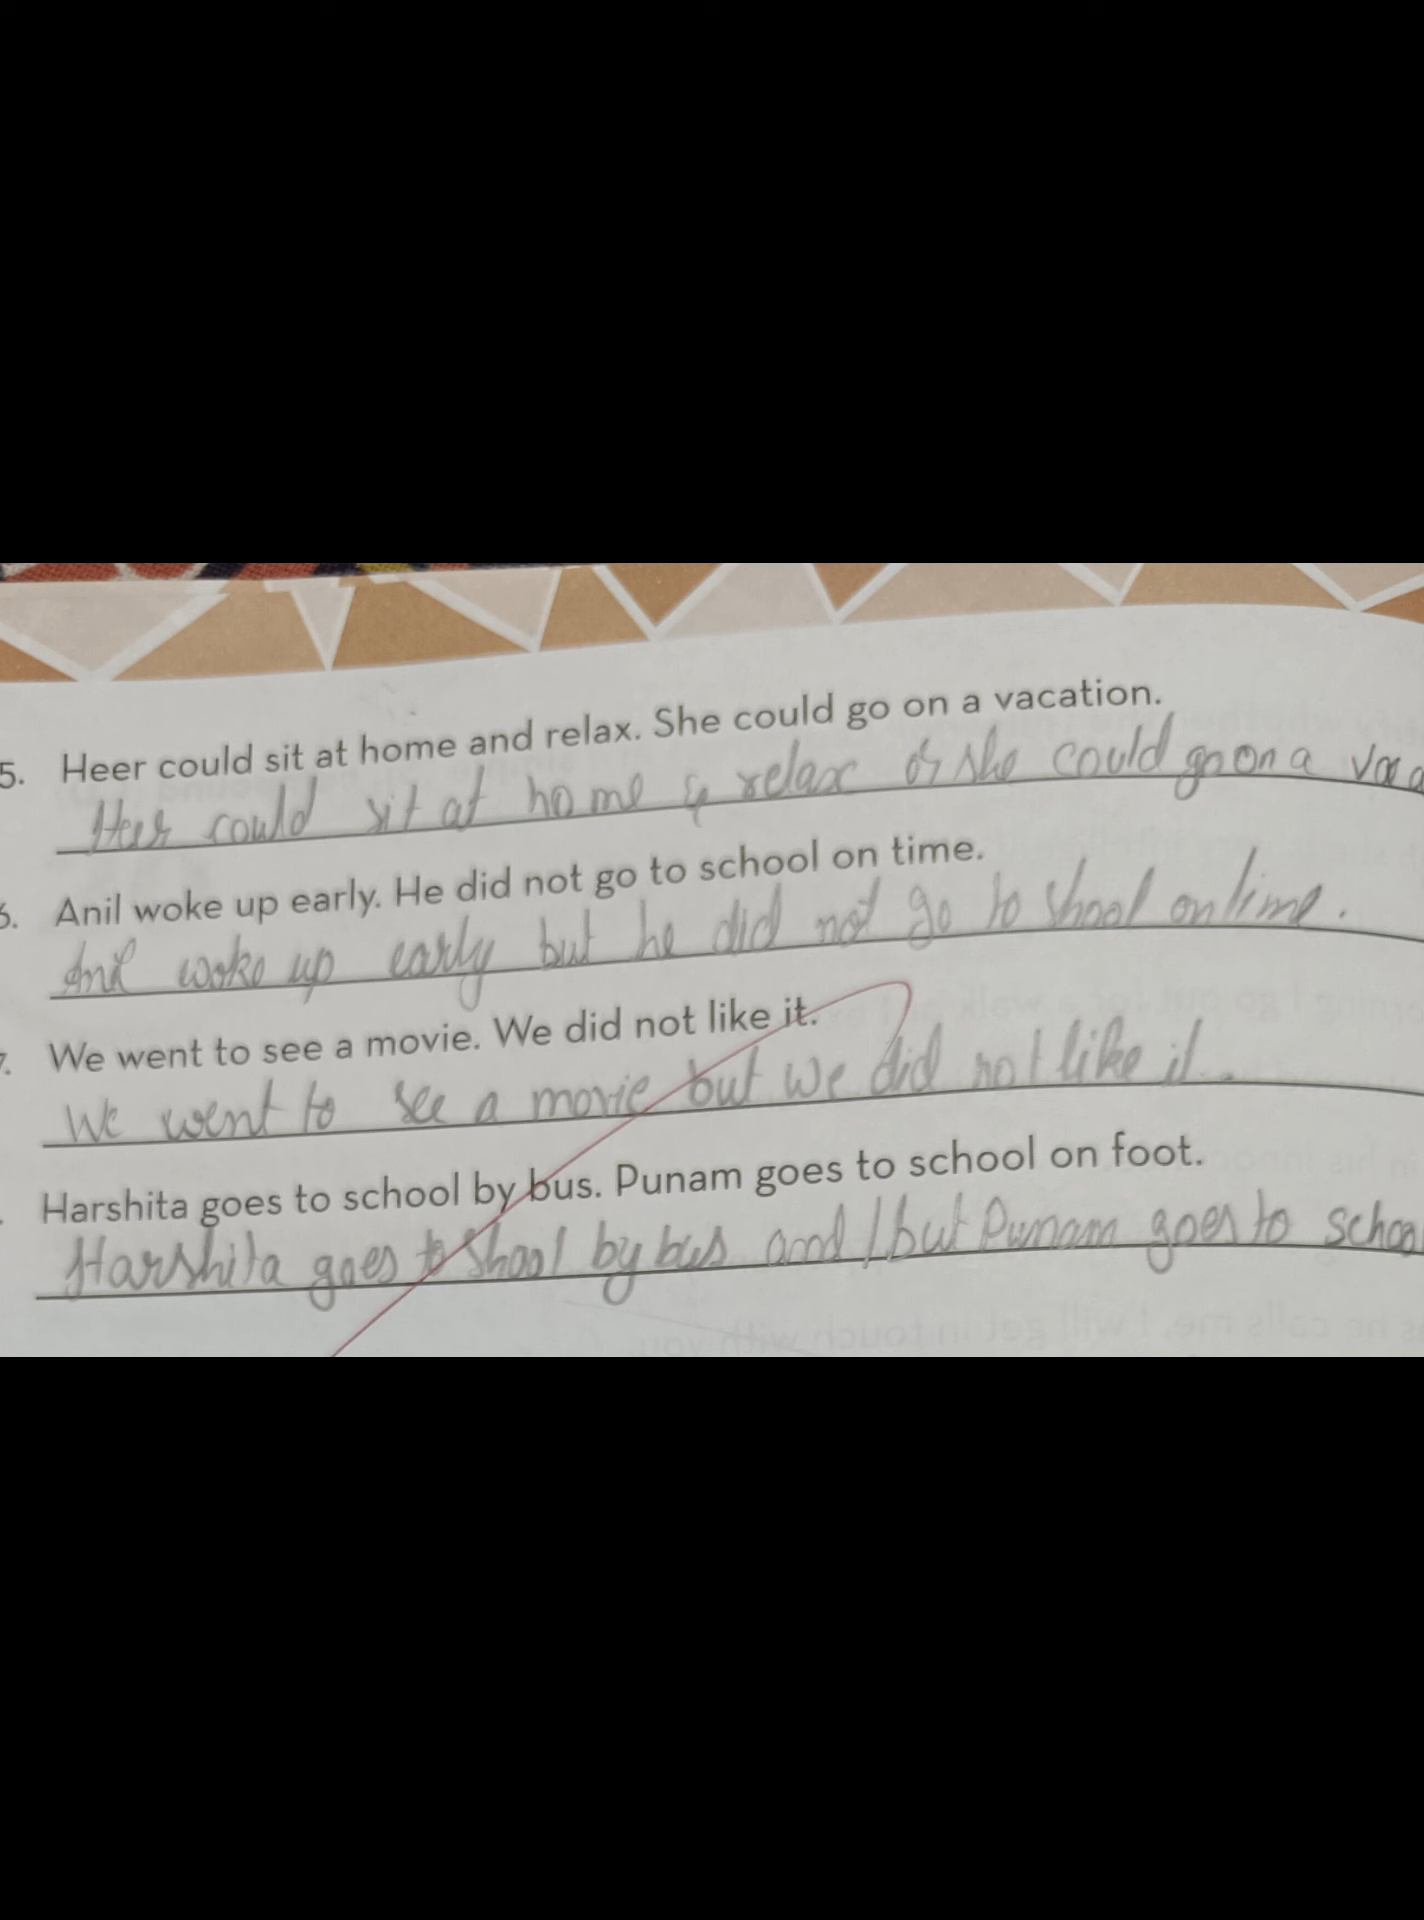 5. Heer could sit at home and relax. She could go on a vacation.
Heer could sit at home & relax or she could go on a vaca
6. Anil woke up early. He did not go to school on time.
Anil woke up early but he did not go to shool on time.
7. We went to see a movie. We did not like it.
We went to see a movie but we did not like it.
Harshita goes to school by bus. Punam goes to school on foot.
Harshita goes to shool by bus and / but Punam goes to school